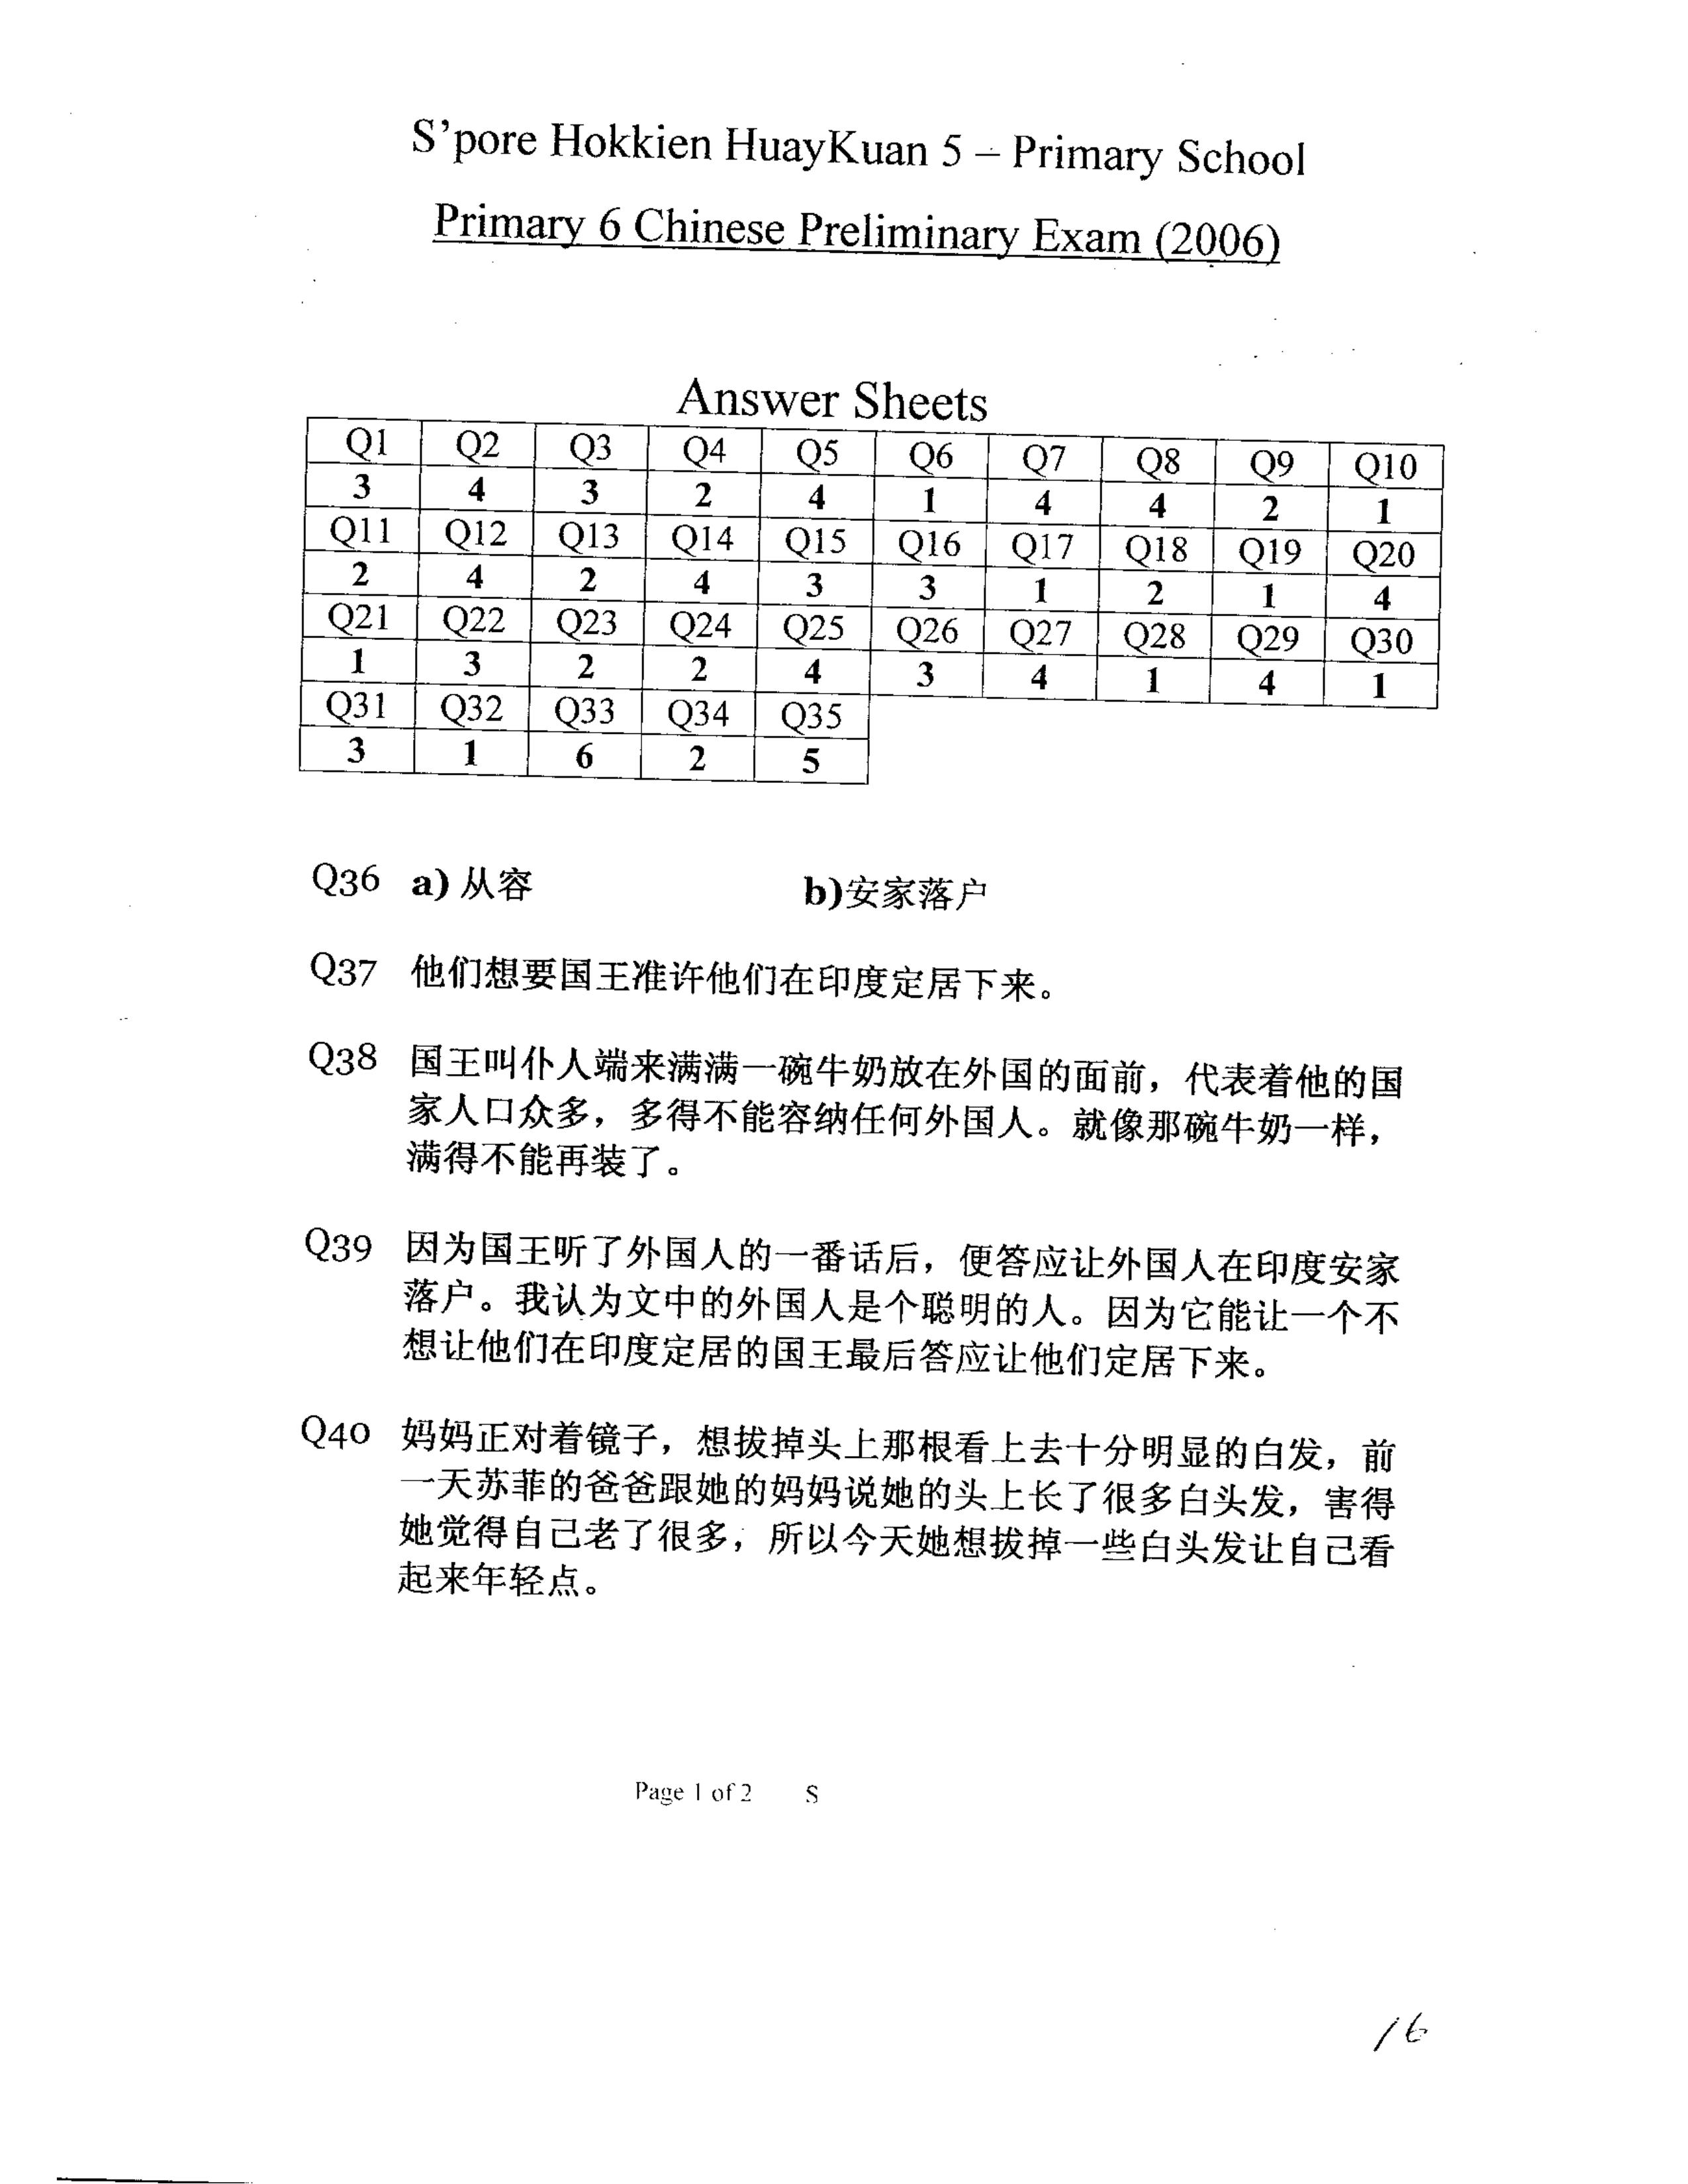 S'pore Hokkien HuayKuan 5 – Primary School
Primary 6 Chinese Preliminary Exam (2006)
Answer Sheets
Q1 Q2 Q3 Q4 Q5 Q6 Q7 Q8 Q9 Q10
3 4 3 2 4 1 4 4 2 1
Q11 Q12 Q13 Q14 Q15 Q16 Q17 Q18 Q19 Q20
2 4 2 4 3 3 1 2 1 4
Q21 Q22 Q23 Q24 Q25 Q26 Q27 Q28 Q29 Q30
1 3 2 2 4 3 4 1 4 1
Q31 Q32 Q33 Q34 Q35
3 1 6 2 5
Q36 a) 从容 b)安家落户
Q37 他们想要国王准许他们在印度定居下来。
Q38 国王叫仆人端来满满一碗牛奶放在外国的面前，代表着他的国
家人口众多，多得不能容纳任何外国人。就像那碗牛奶一样，
满得不能再装了。
Q39 因为国王听了外国人的一番话后，便答应让外国人在印度安家
落户。我认为文中的外国人是个聪明的人。因为它能让一个不
想让他们在印度定居的国王最后答应让他们定居下来。
Q40 妈妈正对着镜子，想拔掉头上那根看上去十分明显的白发，前
一天苏菲的爸爸跟她的妈妈说她的头上长了很多白头发，害得
她觉得自己老了很多，所以今天她想拔掉一些白头发让自己看
起来年轻点。
Page 1 of 2 S
16